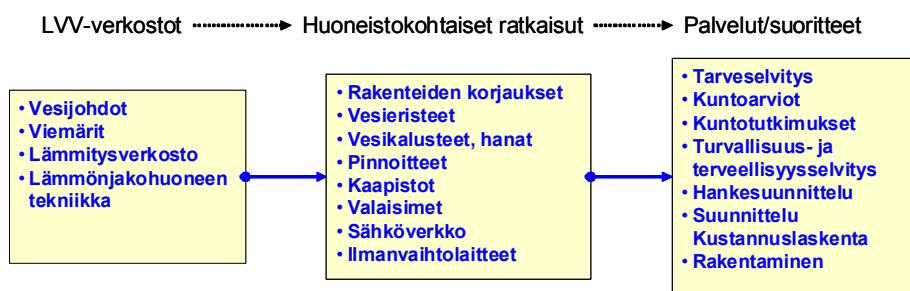 LVV-verkostot
Huoneistokohtaiset ratkaisut
Palvelut/suoritteet
• Vesijohdot
• Viemärit
• Lämmitysverkosto
• Lämmönjakohuoneen
tekniikka
• Rakenteiden korjaukset
• Vesieristeet
• Vesikalusteet, hanat
• Pinnoitteet
• Kaapistot
• Valaisimet
• Sähköverkko
• Ilmanvaihtolaitteet
• Tarveselvitys
• Kuntoarviot
• Kuntotutkimukset
• Turvallisuus- ja
terveellisyysselvitys
• Hankesuunnittelu
• Suunnittelu
Kustannuslaskenta
• Rakentaminen